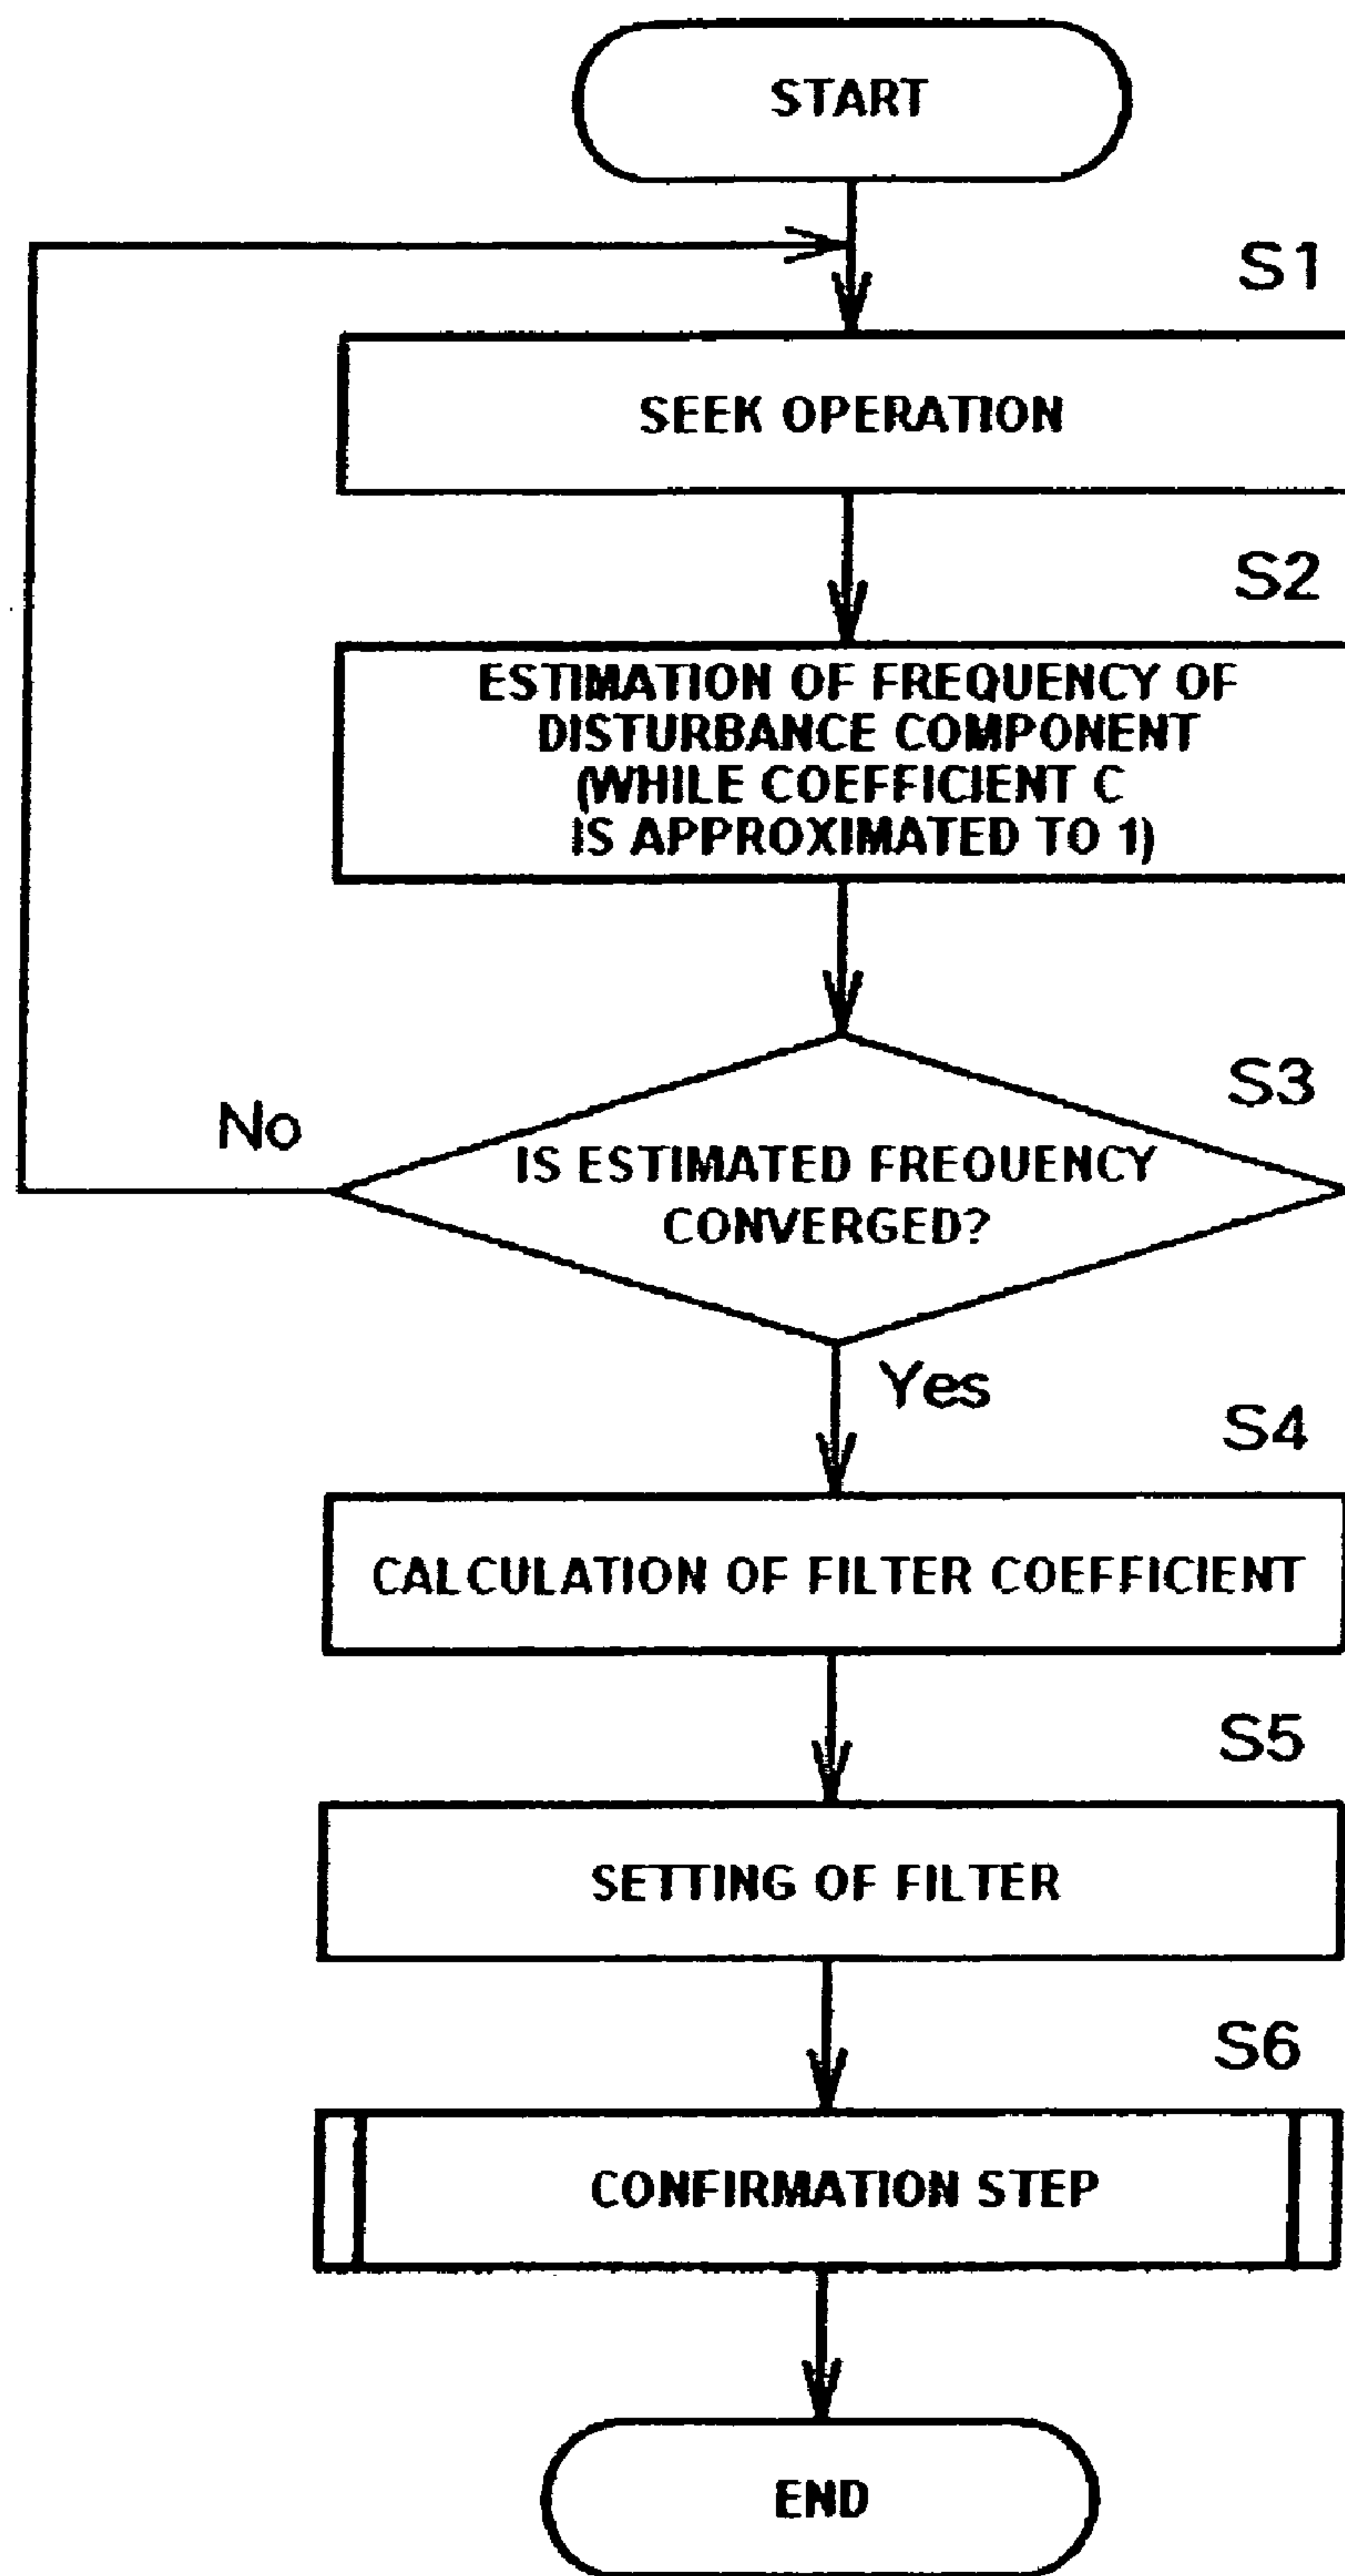 START
S1
SEEK OPERATION
S2
ESTIMATION OF FREQUENCY OF
DISTURBANCE COMPONENT
(WHILE COEFFICIENT C
IS APPROXIMATED TO 1)
S3
No
IS ESTIMATED FREQUENCY
CONVERGED?
Yes
S4
CALCULATION OF FILTER COEFFICIENT
S5
SETTING OF FILTER
S6
CONFIRMATION STEP
END